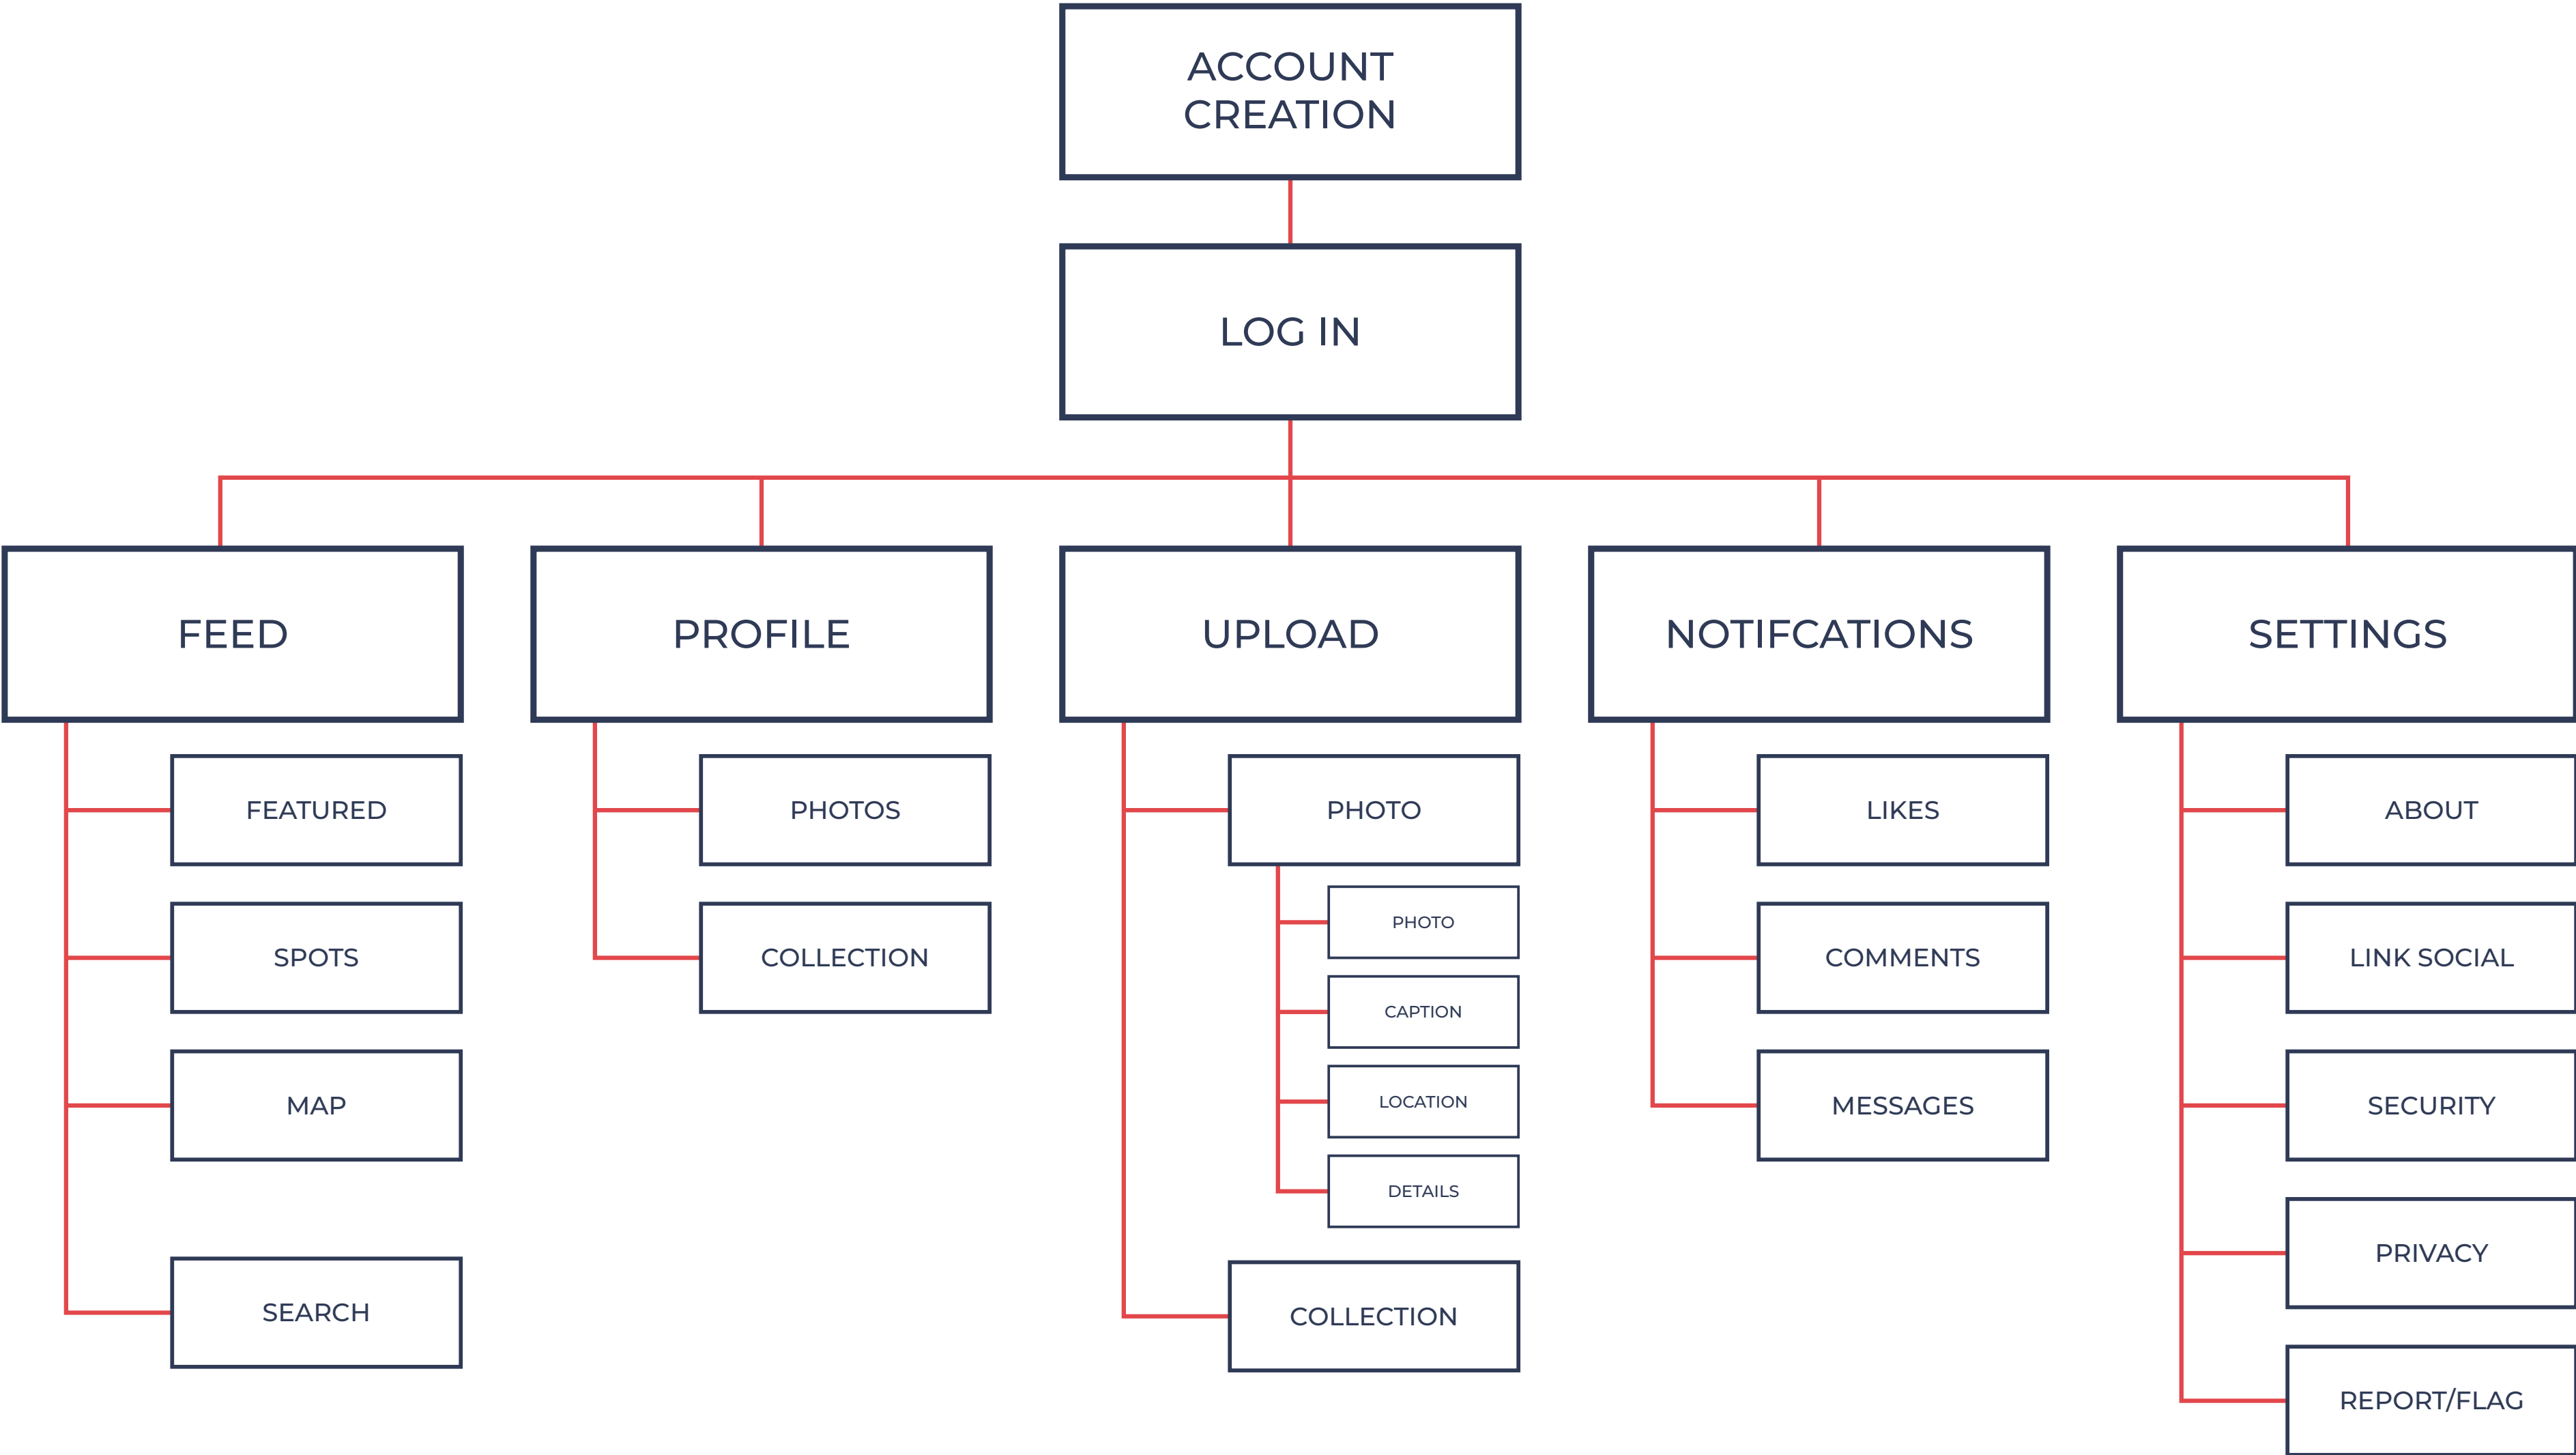 ACCOUNT
CREATION
LOG IN
FEED
PROFILE
UPLOAD
NOTIFCATIONS
SETTINGS
FEATURED
SPOTS
MAP
SEARCH
PHOTOS
COLLECTION
PHOTO
PHOTO
CAPTION
LOCATION
DETAILS
COLLECTION
LIKES
COMMENTS
MESSAGES
ABOUT
LINK SOCIAL
SECURITY
PRIVACY
REPORT/FLAG